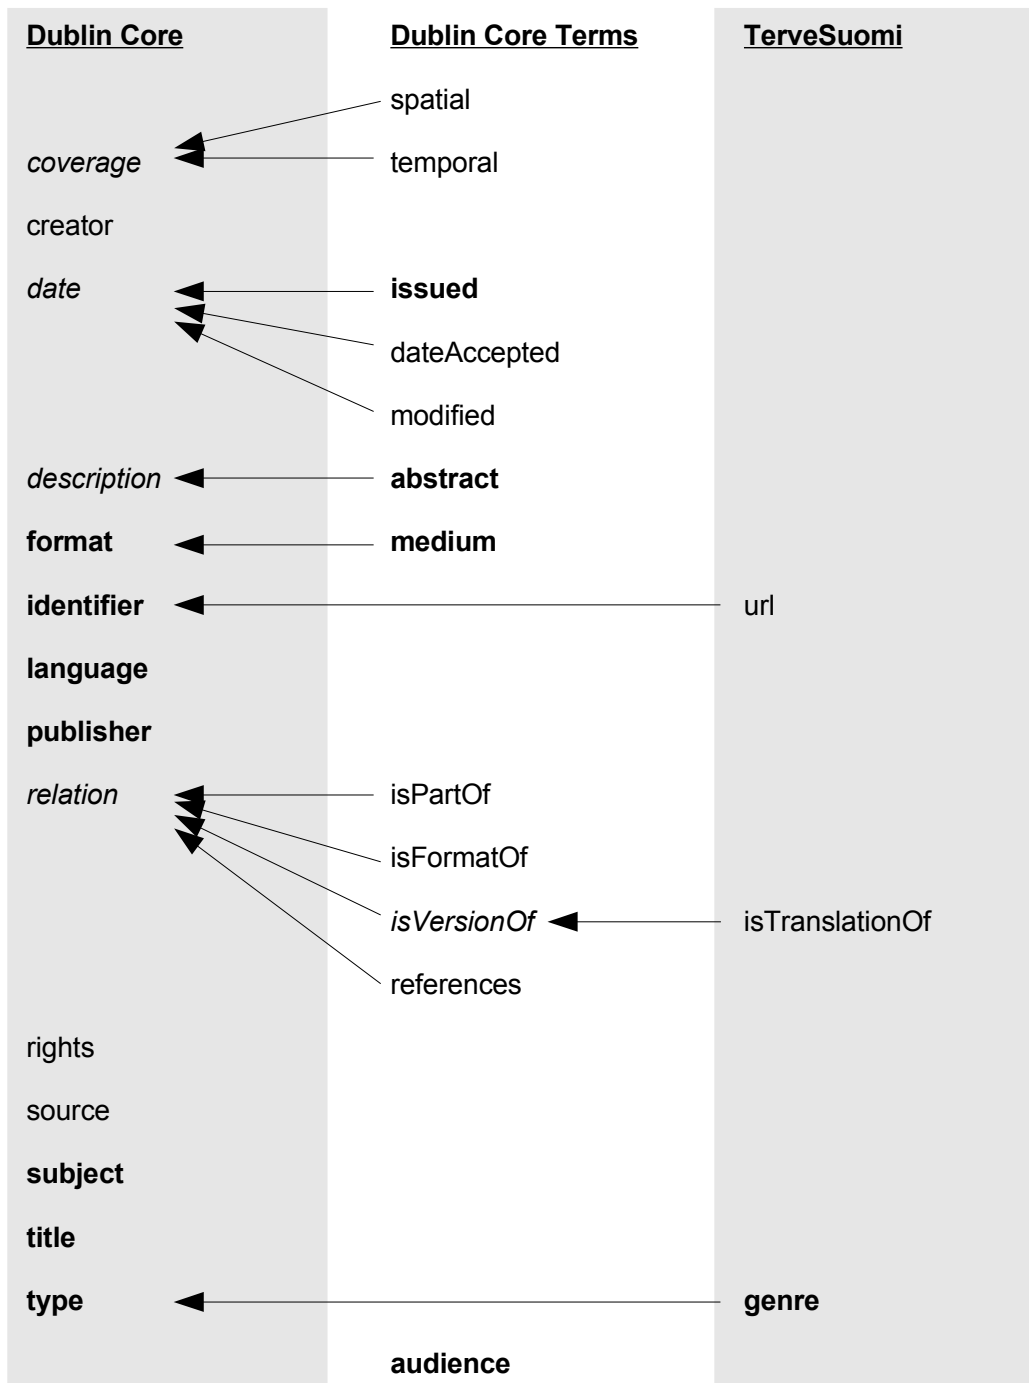 Dublin Core Dublin Core Terms TerveSuomi
spatial
coverage temporal
creator
date issued
dateAccepted
modified
description abstract
format medium
identifier url
language
publisher
relation isPartOf
isFormatOf
isVersionOf isTranslationOf
references
rights
source
subject
title
type genre
audience